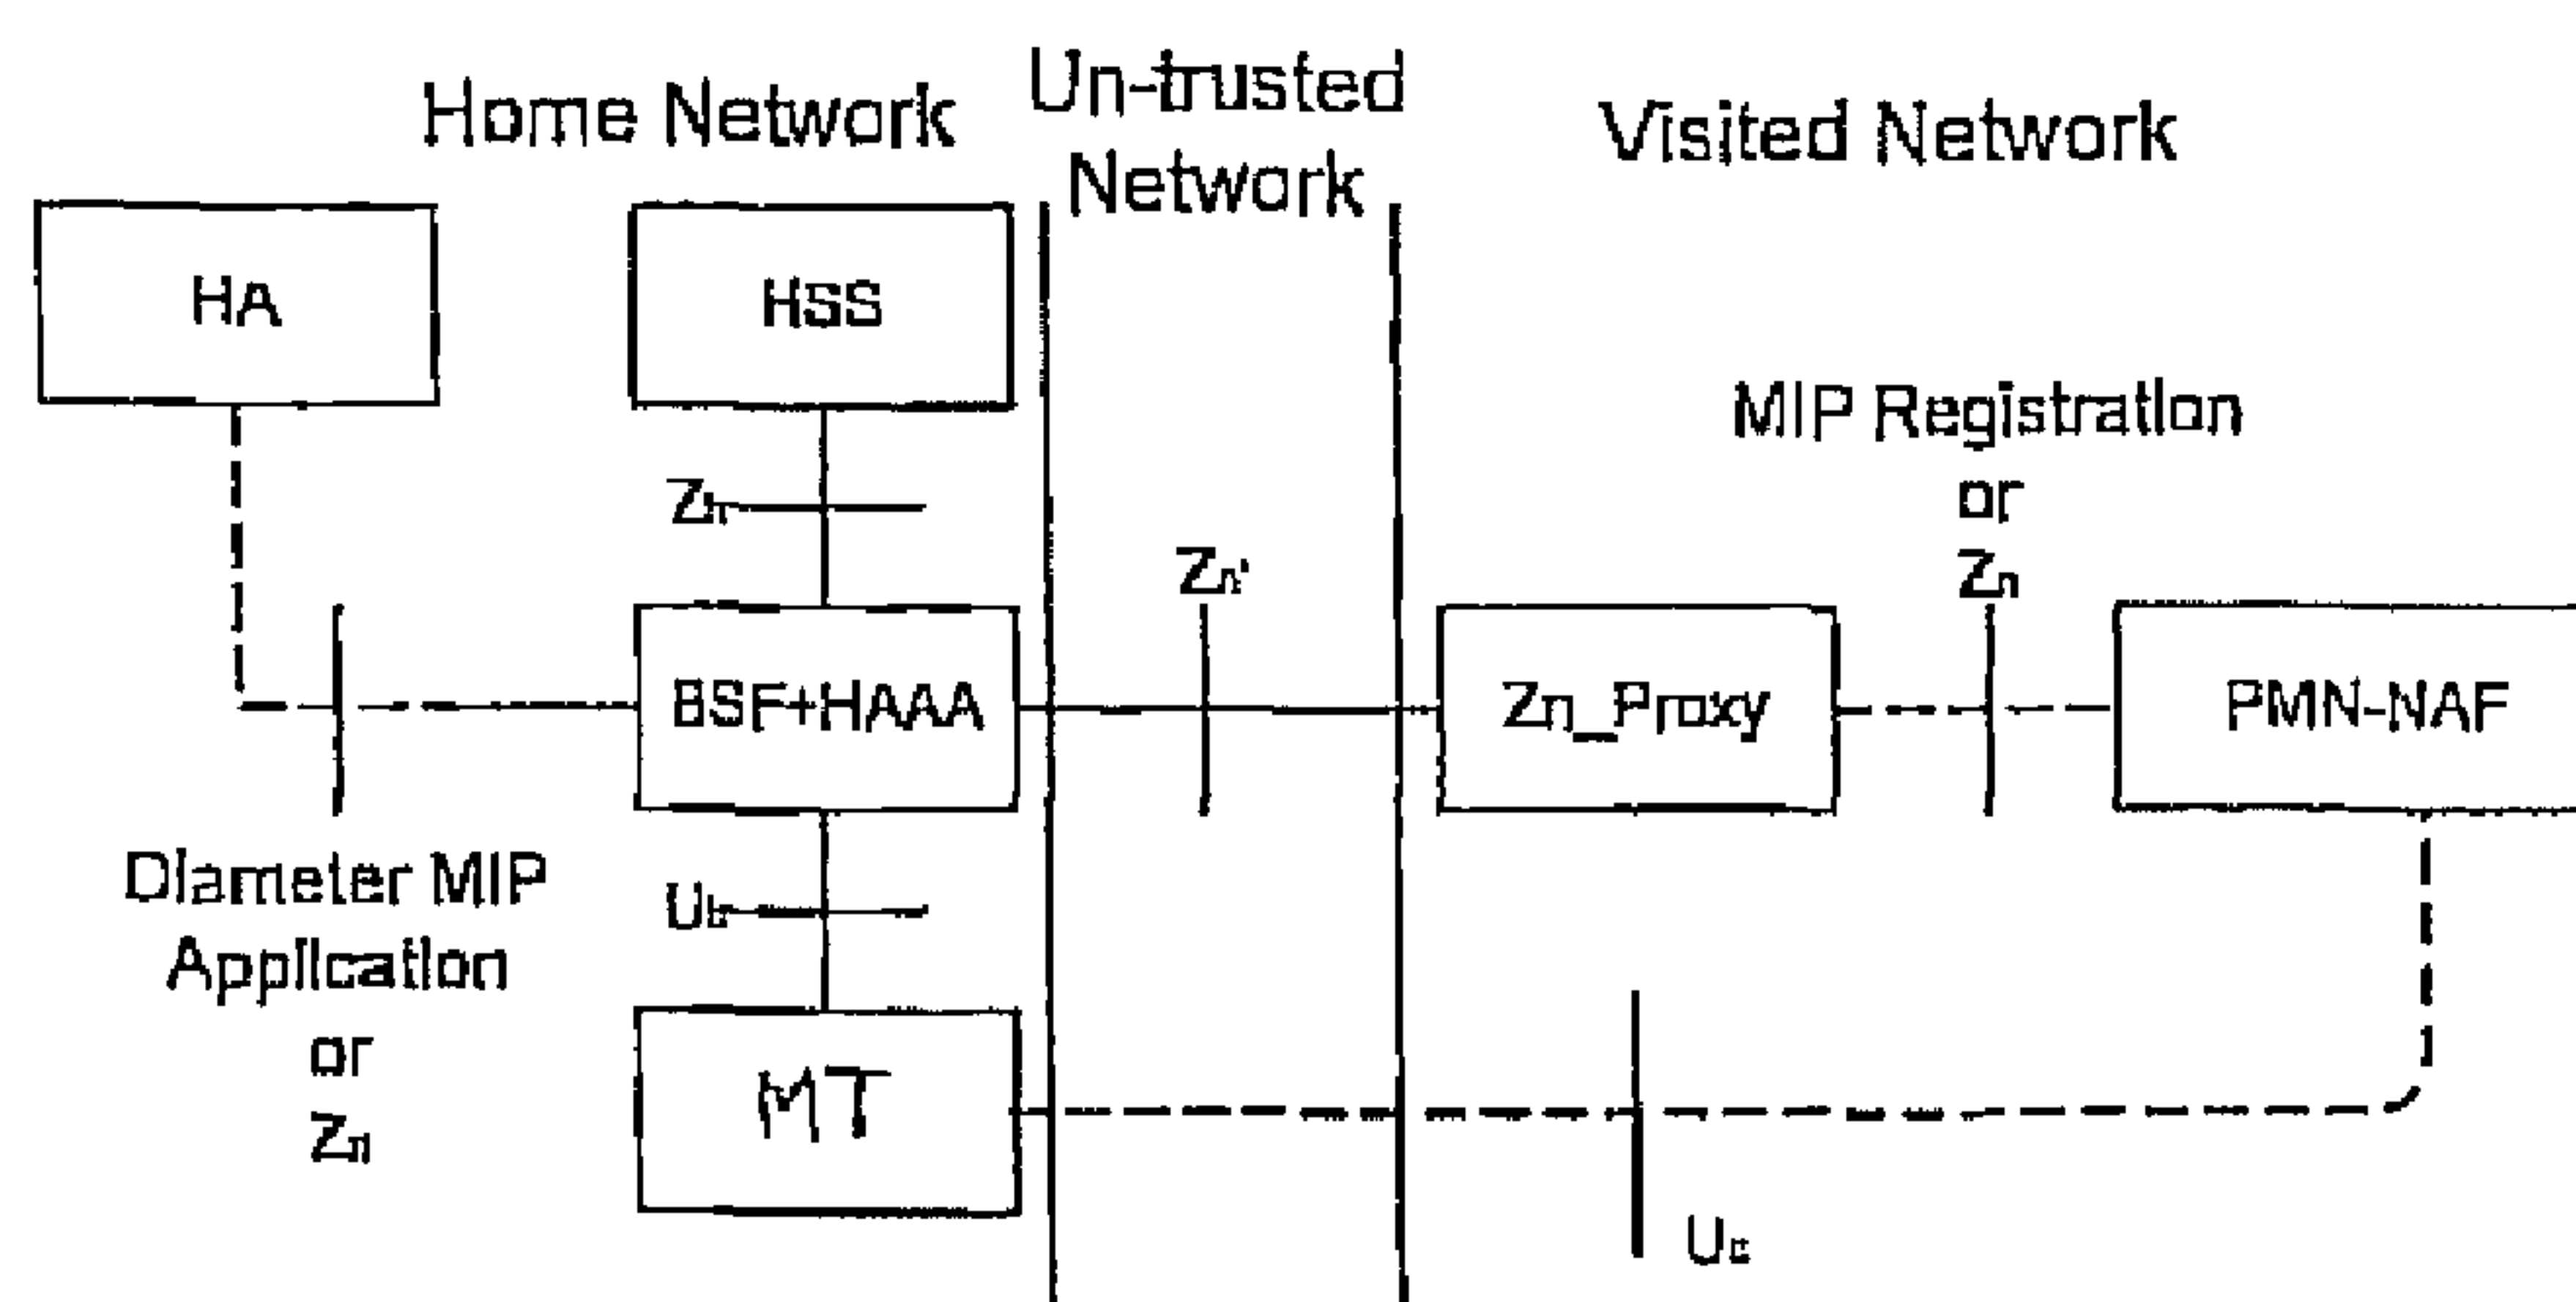 Home Network
Un-trusted
Network
Visited Network
HA
HSS
MIP Registration
or
Zn
Zh
Zn'
BSF+HAAA
Zn_Proxy
PMN-NAF
Diameter MIP
Application
or
Zn
Ub
MT